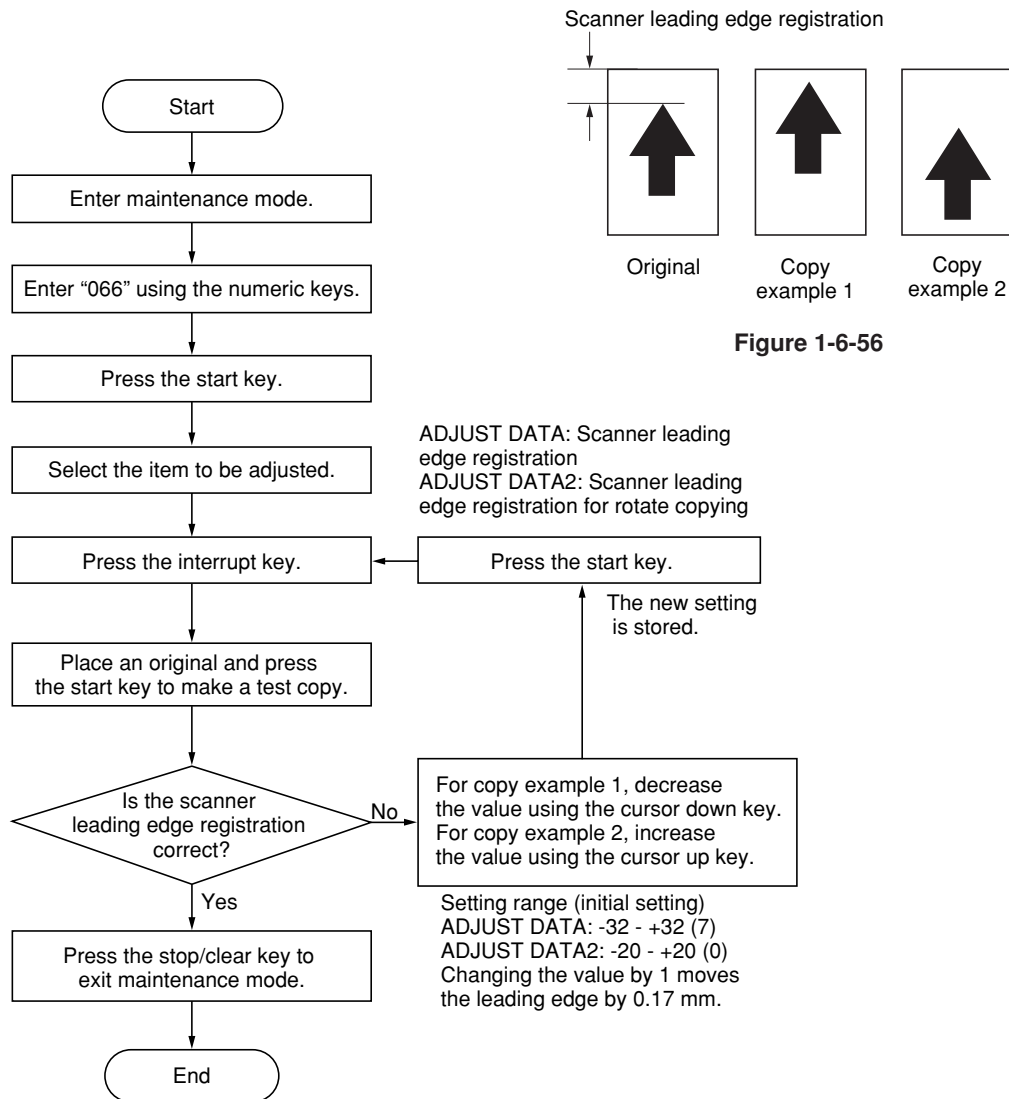 Scanner leading edge registration
Original
Copy
example 1
Copy
example 2
Figure 1-6-56
Start
Enter maintenance mode.
Enter “066” using the numeric keys.
Press the start key.
Select the item to be adjusted.
ADJUST DATA: Scanner leading
edge registration
ADJUST DATA2: Scanner leading
edge registration for rotate copying
Press the interrupt key.
Press the start key.
The new setting
is stored.
Place an original and press
the start key to make a test copy.
Is the scanner
leading edge registration
correct?
No
For copy example 1, decrease
the value using the cursor down key.
For copy example 2, increase
the value using the cursor up key.
Setting range (initial setting)
ADJUST DATA: -32 - +32 (7)
ADJUST DATA2: -20 - +20 (0)
Changing the value by 1 moves
the leading edge by 0.17 mm.
Yes
Press the stop/clear key to
exit maintenance mode.
End